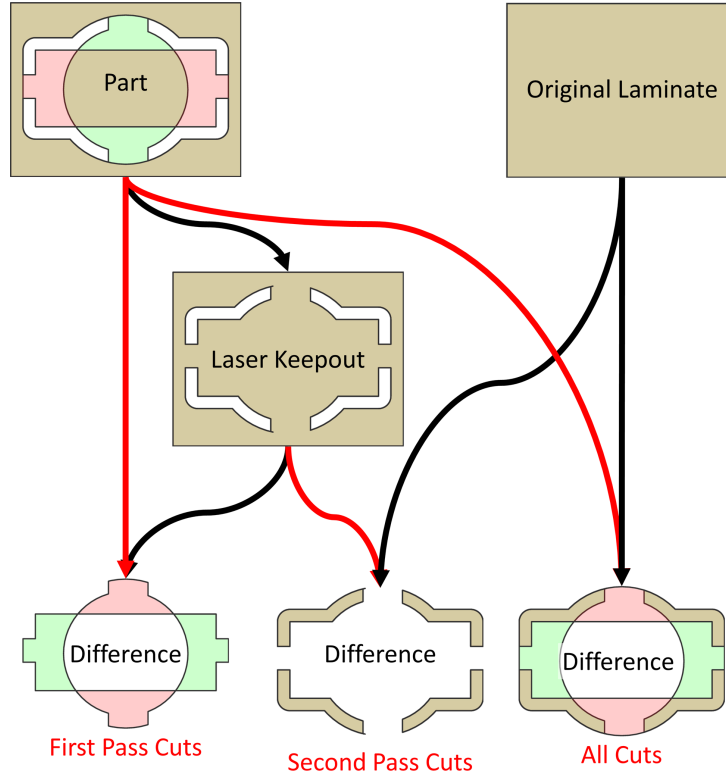 Part
Original Laminate
Laser Keepout
Difference
Difference
Difference
First Pass Cuts
Second Pass Cuts
All Cuts